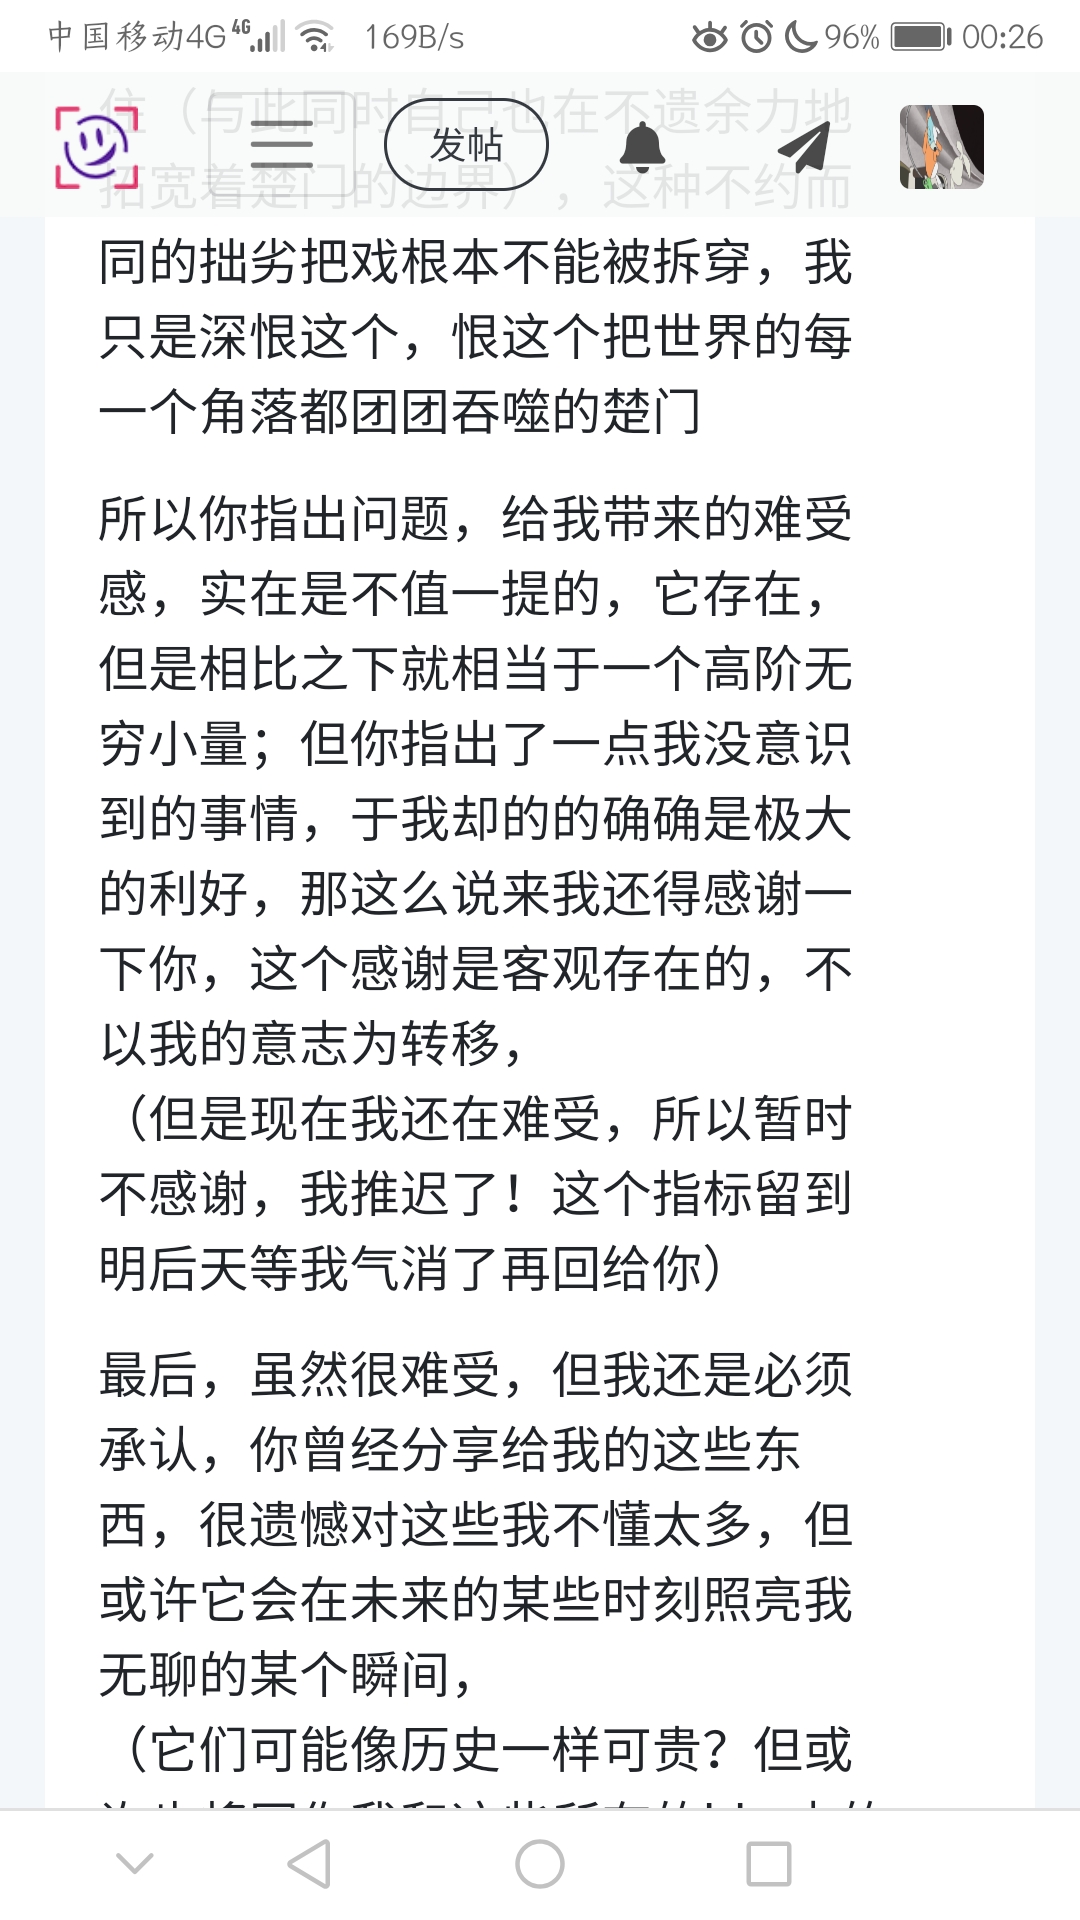 中国移动4G 4G 169B/s 96% 00:26
住（与此同时自己也在不遗余力地
发帖
拓宽着楚门的边界），这种不约而
同的拙劣把戏根本不能被拆穿，我
只是深恨这个，恨这个把世界的每
一个角落都团团吞噬的楚门
所以你指出问题，给我带来的难受
感，实在是不值一提的，它存在，
但是相比之下就相当于一个高阶无
穷小量；但你指出了一点我没意识
到的事情，于我却的的确确是极大
的利好，那这么说来我还得感谢一
下你，这个感谢是客观存在的，不
以我的意志为转移，
（但是现在我还在难受，所以暂时
不感谢，我推迟了！这个指标留到
明后天等我气消了再回给你）
最后，虽然很难受，但我还是必须
承认，你曾经分享给我的这些东
西，很遗憾对这些我不懂太多，但
或许它会在未来的某些时刻照亮我
无聊的某个瞬间，
（它们可能像历史一样可贵？但或